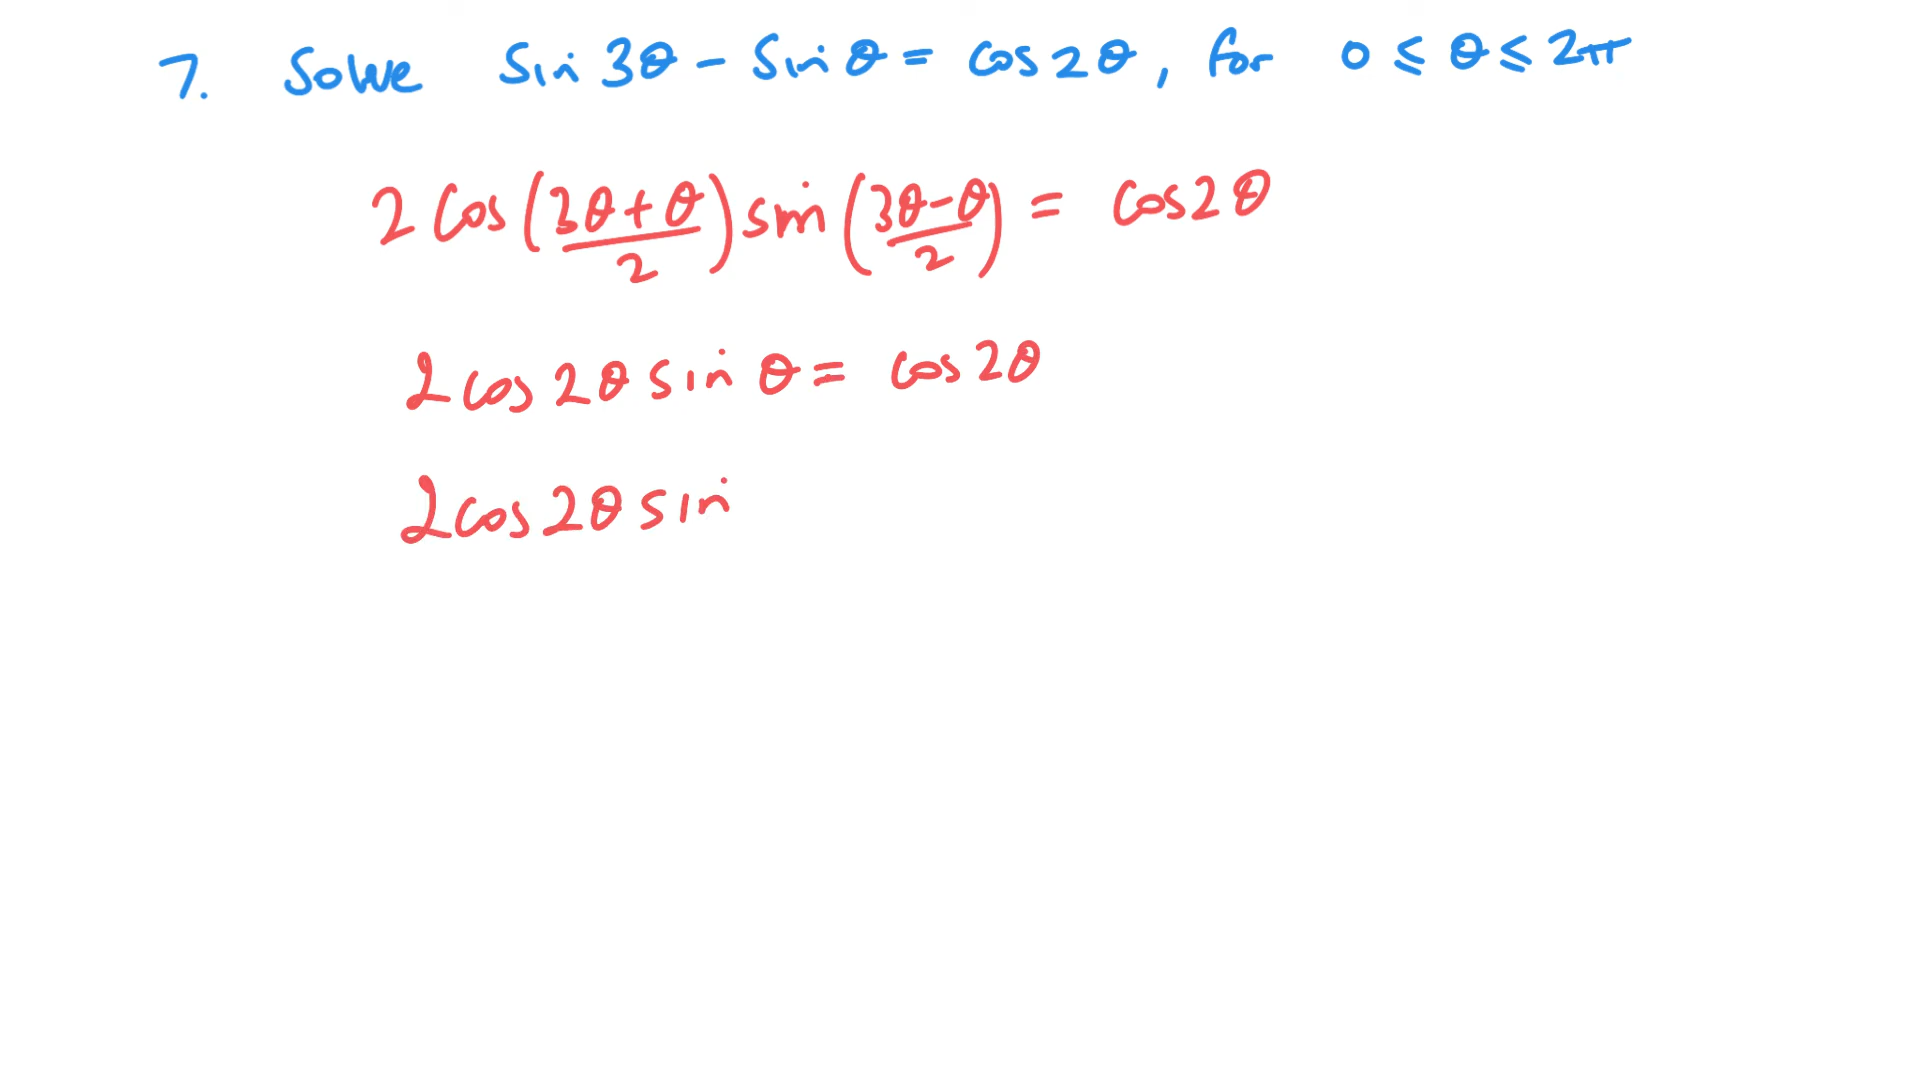 7. Solve sin 3θ - sin θ = cos 2θ, for 0 ≤ θ ≤ 2π
2 cos (3θ + θ / 2) sin (3θ - θ / 2) = cos 2θ
2 cos 2θ sin θ = cos 2θ
2 cos 2θ sin